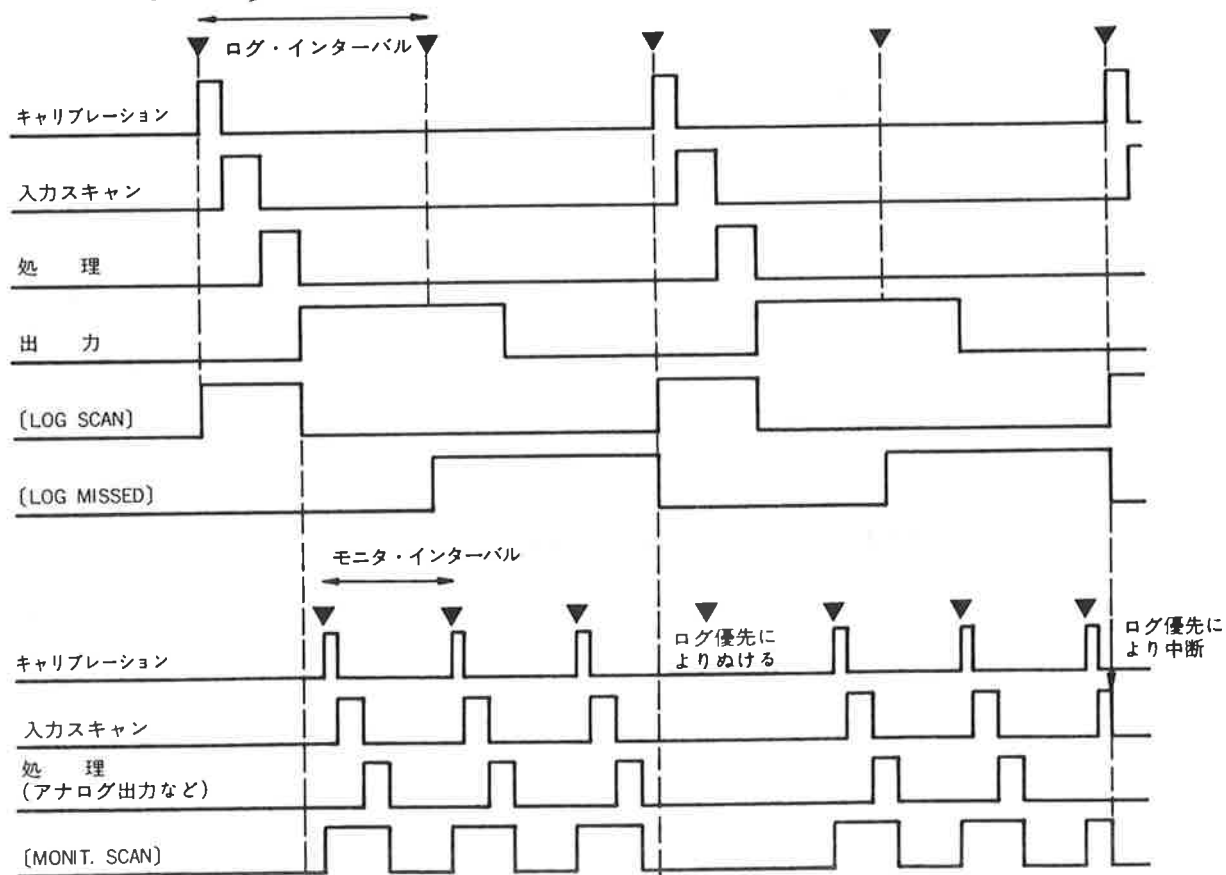 ログ・インターバル
キャリブレーション
入力スキャン
処 理
出 力
〔LOG SCAN〕
〔LOG MISSED〕
モニタ・インターバル
キャリブレーション
ログ優先に
よりぬける
ログ優先に
より中断
入力スキャン
処 理
(アナログ出力など)
〔MONIT. SCAN〕